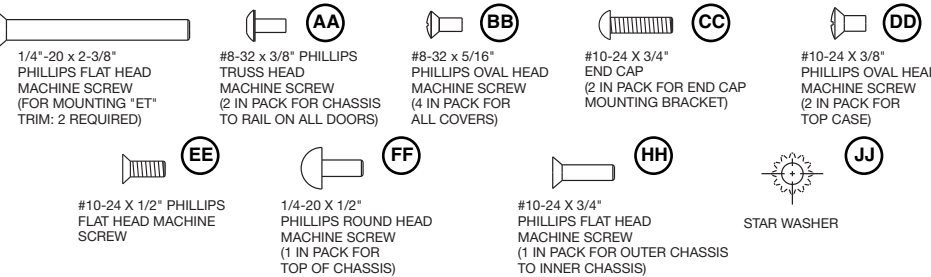 1/4"-20 x 2-3/8"
PHILLIPS FLAT HEAD
MACHINE SCREW
(FOR MOUNTING "ET"
TRIM: 2 REQUIRED)
AA
#8-32 x 3/8" PHILLIPS
TRUSS HEAD
MACHINE SCREW
(2 IN PACK FOR CHASSIS
TO RAIL ON ALL DOORS)
BB
#8-32 x 5/16"
PHILLIPS OVAL HEAD
MACHINE SCREW
(4 IN PACK FOR
ALL COVERS)
CC
#10-24 X 3/4"
END CAP
(2 IN PACK FOR END CAP
MOUNTING BRACKET)
DD
#10-24 X 3/8"
PHILLIPS OVAL HEAD
MACHINE SCREW
(2 IN PACK FOR
TOP CASE)
EE
#10-24 X 1/2" PHILLIPS
FLAT HEAD MACHINE
SCREW
FF
1/4-20 X 1/2"
PHILLIPS ROUND HEAD
MACHINE SCREW
(1 IN PACK FOR
TOP OF CHASSIS)
HH
#10-24 X 3/4"
PHILLIPS FLAT HEAD
MACHINE SCREW
(1 IN PACK FOR OUTER CHASSIS
TO INNER CHASSIS)
JJ
STAR WASHER